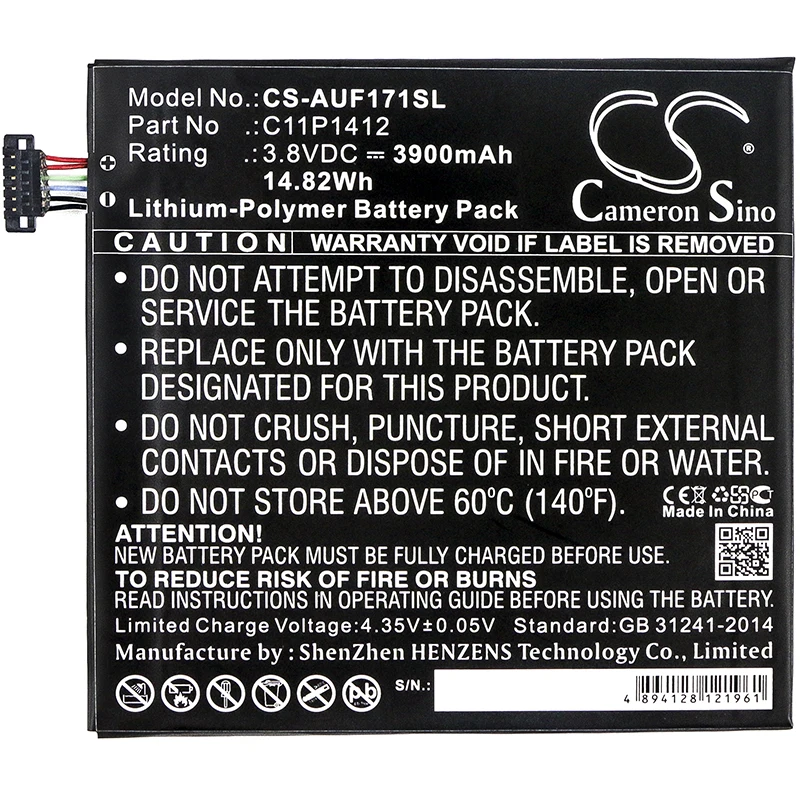 Model No.: CS-AUF171SL
Part No .: C11P1412
Rating .: 3.8VDC ⎓ 3900mAh
14.82Wh
Lithium-Polymer Battery Pack
CS
®
Cameron Sino
CAUTION WARRANTY VOID IF LABEL IS REMOVED
• DO NOT ATTEMPT TO DISASSEMBLE, OPEN OR
SERVICE THE BATTERY PACK.
• REPLACE ONLY WITH THE BATTERY PACK
DESIGNATED FOR THIS PRODUCT.
• DO NOT CRUSH, PUNCTURE, SHORT EXTERNAL
CONTACTS OR DISPOSE OF IN FIRE OR WATER.
• DO NOT STORE ABOVE 60ºC (140ºF).
CE
Made In China
ATTENTION!
NEW BATTERY PACK MUST BE FULLY CHARGED BEFORE USE.
TO REDUCE RISK OF FIRE OR BURNS
READ INSTRUCTIONS IN OPERATING GUIDE BEFORE USING THE BATTERY.
Limited Charge Voltage:4.35V±0.05V Standard:GB 31241-2014
Manufacture by : ShenZhen HENZENS Technology Co., Limited
Pb
S/N.:
4 894128 121961